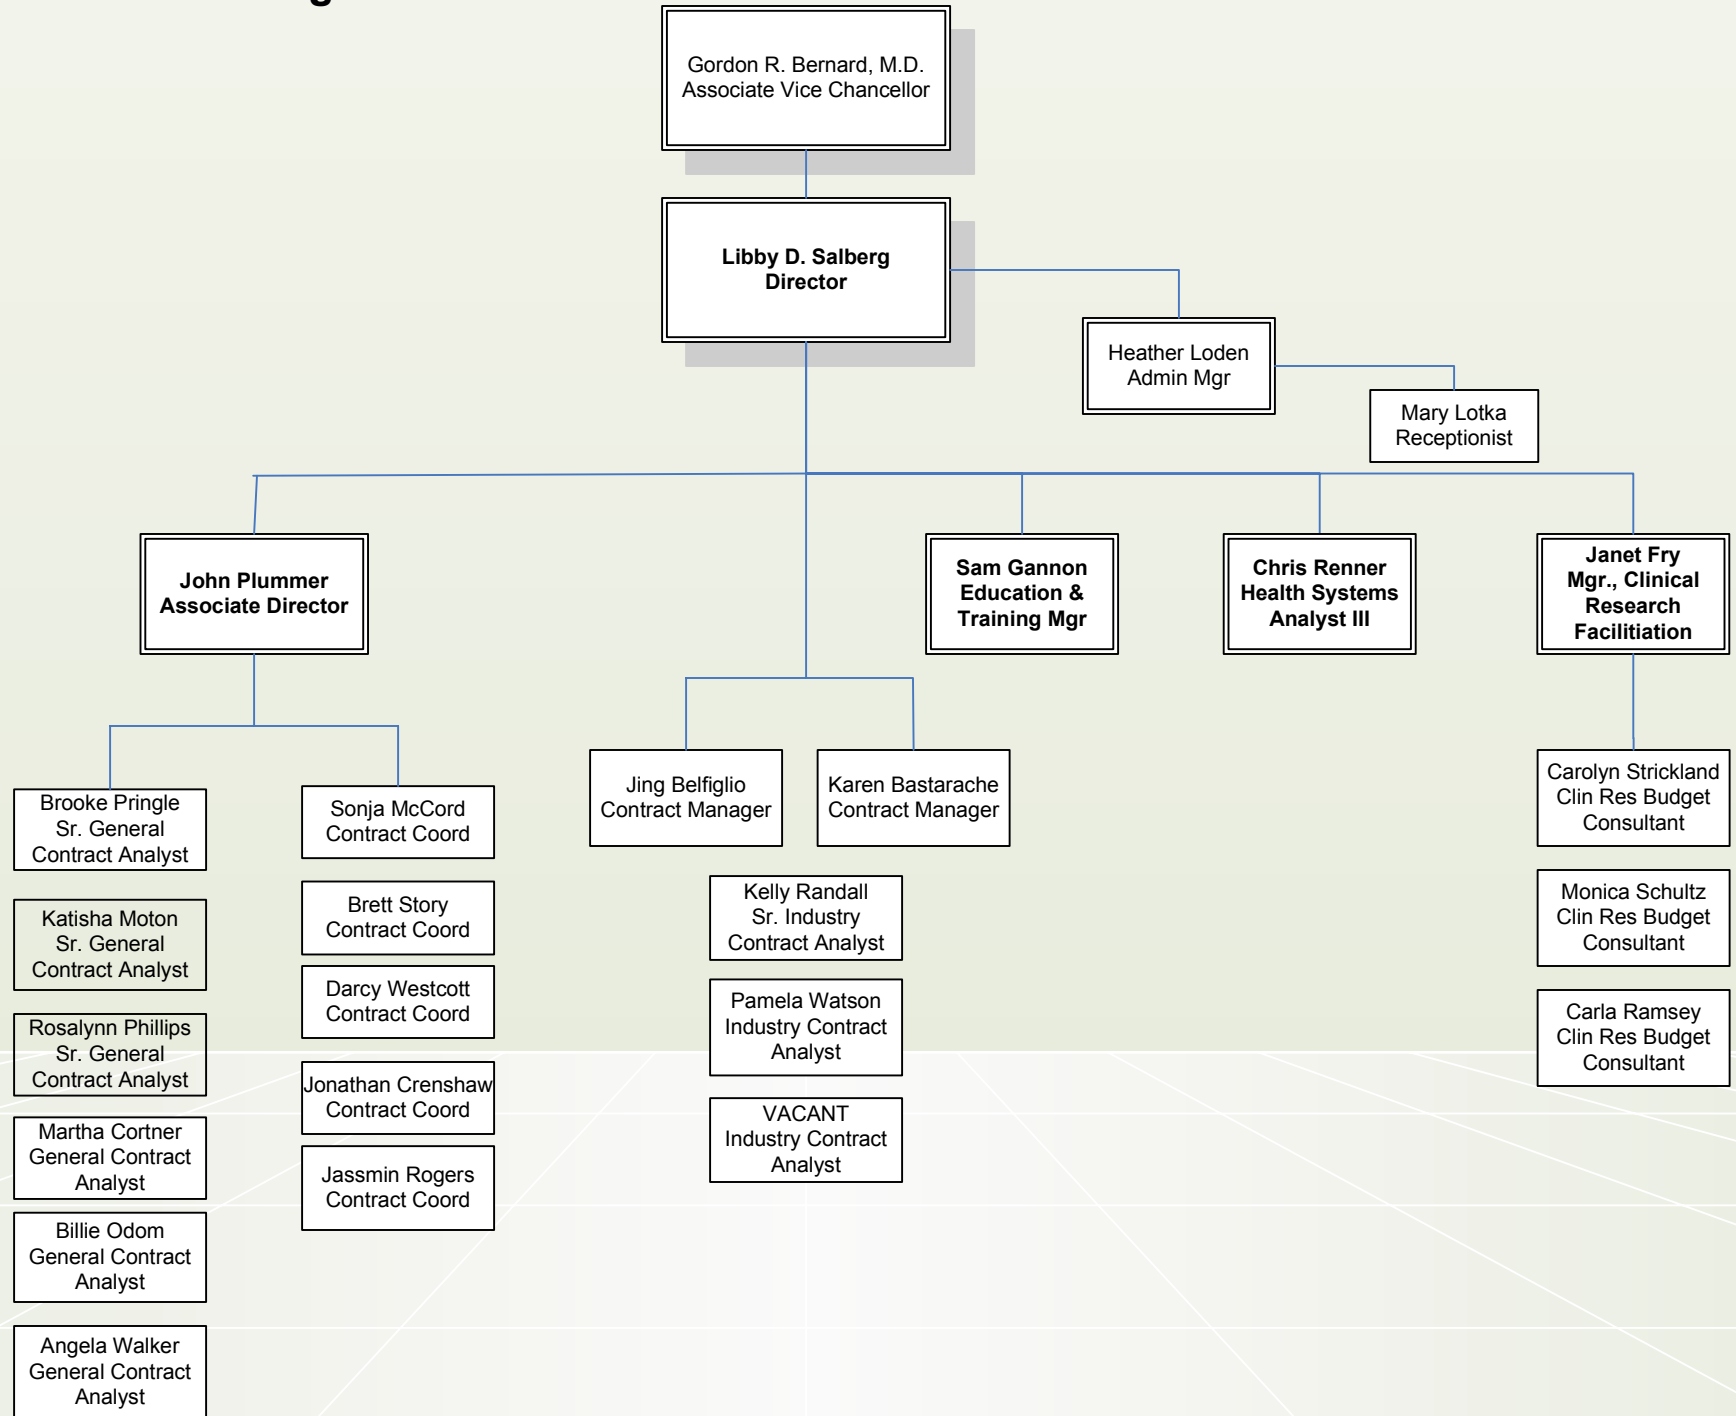 Gordon R. Bernard, M.D.
Associate Vice Chancellor
Libby D. Salberg
Director
Heather Loden
Admin Mgr
Mary Lotka
Receptionist
John Plummer
Associate Director
Sam Gannon
Education &
Training Mgr
Chris Renner
Health Systems
Analyst III
Janet Fry
Mgr., Clinical
Research
Facilitiation
Brooke Pringle
Sr. General
Contract Analyst
Katisha Moton
Sr. General
Contract Analyst
Rosalynn Phillips
Sr. General
Contract Analyst
Martha Cortner
General Contract
Analyst
Billie Odom
General Contract
Analyst
Angela Walker
General Contract
Analyst
Sonja McCord
Contract Coord
Brett Story
Contract Coord
Darcy Westcott
Contract Coord
Jonathan Crenshaw
Contract Coord
Jassmin Rogers
Contract Coord
Jing Belfiglio
Contract Manager
Karen Bastarache
Contract Manager
Kelly Randall
Sr. Industry
Contract Analyst
Pamela Watson
Industry Contract
Analyst
VACANT
Industry Contract
Analyst
Carolyn Strickland
Clin Res Budget
Consultant
Monica Schultz
Clin Res Budget
Consultant
Carla Ramsey
Clin Res Budget
Consultant